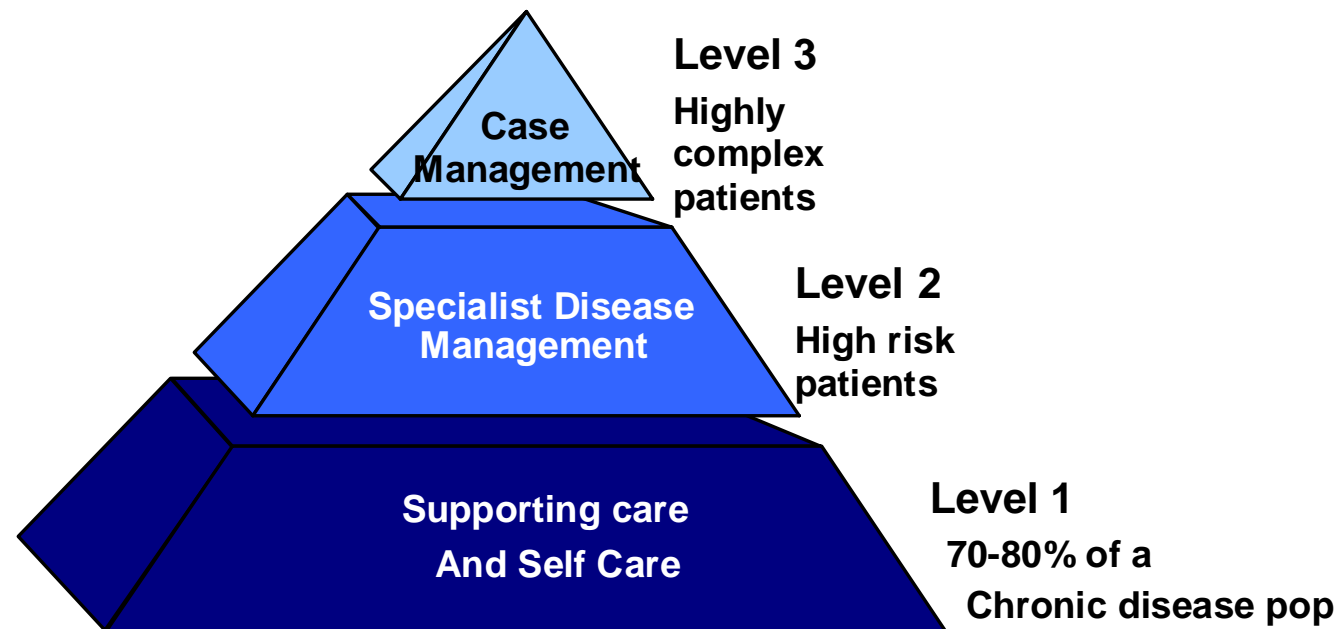 Level 3
Highly
complex
patients
Case
Management
Level 2
High risk
patients
Specialist Disease
Management
Level 1
70-80% of a
Chronic disease pop
Supporting care
And Self Care